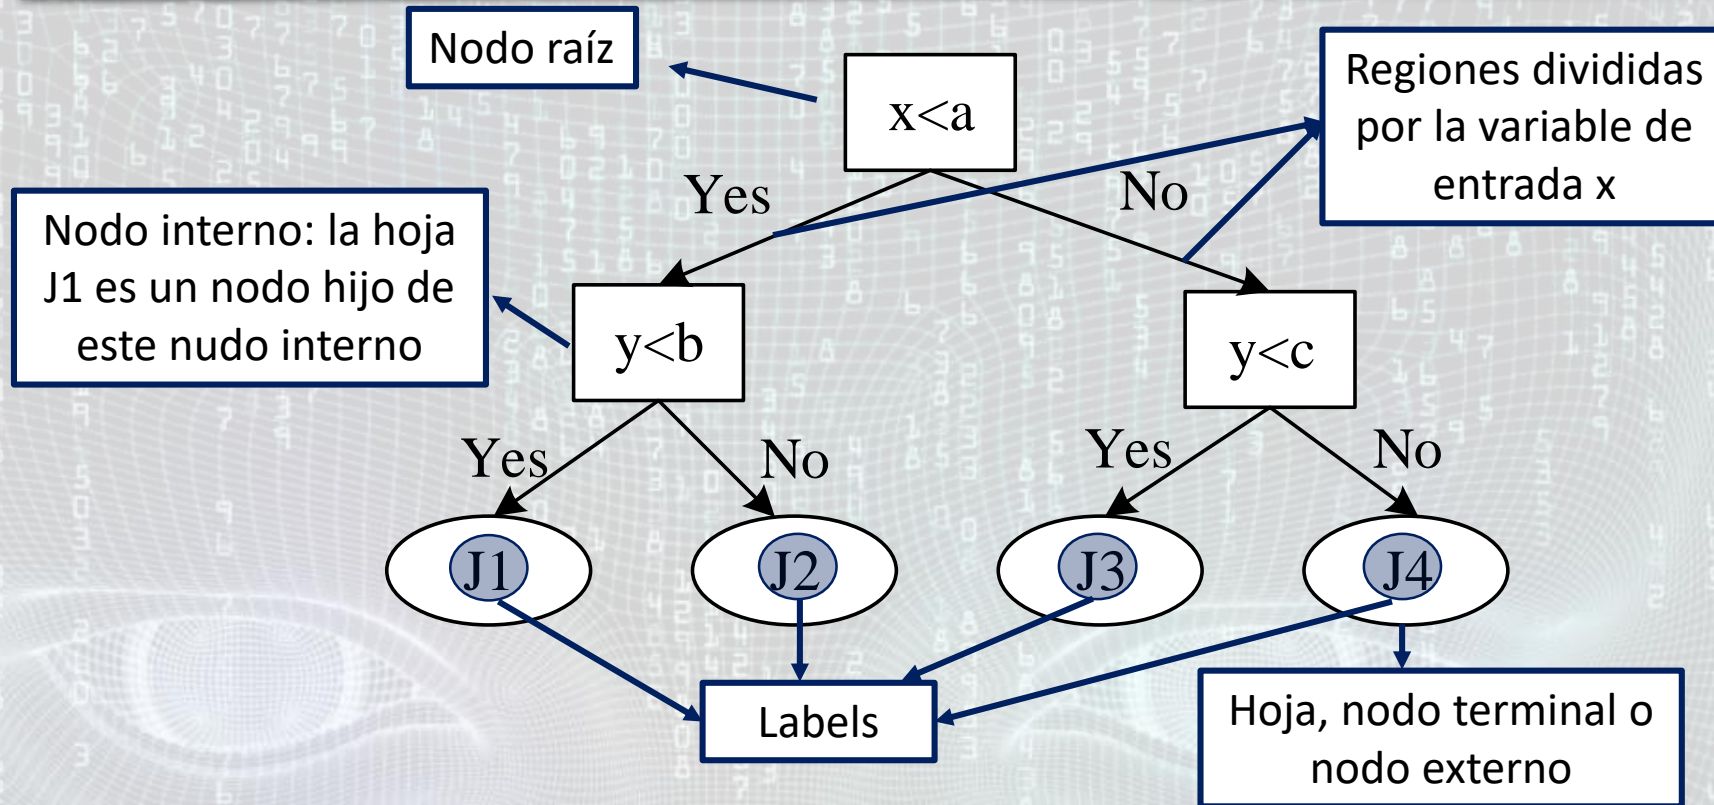 Nodo raíz
x<a
Regiones divididas
por la variable de
entrada x
Yes
No
Nodo interno: la hoja
J1 es un nodo hijo de
este nudo interno
y<b
y<c
Yes
No
Yes
No
J1
J2
J3
J4
Labels
Hoja, nodo terminal o
nodo externo